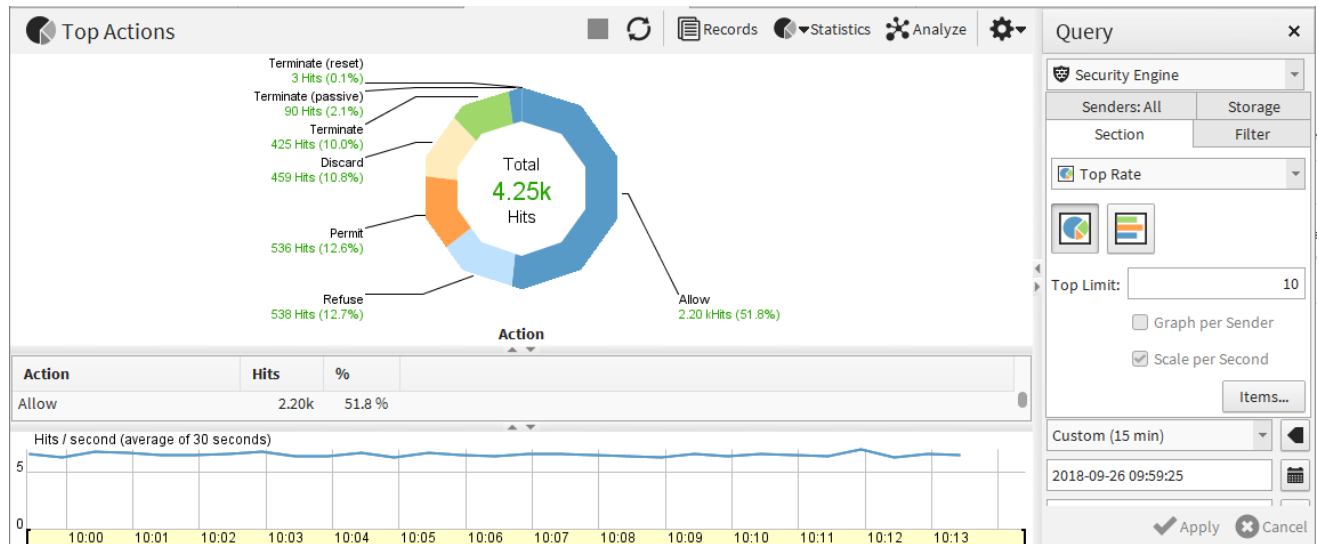 Top Actions
Records
Statistics
Analyze
Terminate (reset)
3 Hits (0.1%)
Terminate (passive)
90 Hits (2.1%)
Terminate
425 Hits (10.0%)
Discard
459 Hits (10.8%)
Permit
536 Hits (12.6%)
Refuse
538 Hits (12.7%)
Total
4.25k
Hits
Allow
2.20 kHits (51.8%)
Action
Action Hits %
Allow 2.20k 51.8 %
Hits / second (average of 30 seconds)
5
0
10:00 10:01 10:02 10:03 10:04 10:05 10:06 10:07 10:08 10:09 10:10 10:11 10:12 10:13
Query
Security Engine
Senders: All Storage
Section Filter
Top Rate
Top Limit: 10
Graph per Sender
Scale per Second
Items...
Custom (15 min)
2018-09-26 09:59:25
Apply Cancel